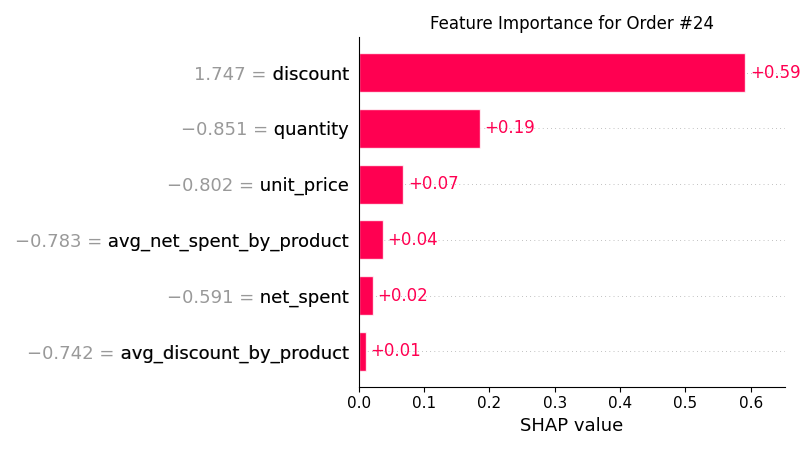 Feature Importance for Order #24
1.747 = discount +0.59
−0.851 = quantity +0.19
−0.802 = unit_price +0.07
−0.783 = avg_net_spent_by_product +0.04
−0.591 = net_spent +0.02
−0.742 = avg_discount_by_product +0.01
0.0 0.1 0.2 0.3 0.4 0.5 0.6
SHAP value